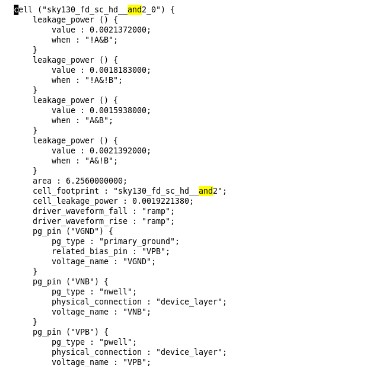 cell ("sky130_fd_sc_hd__and2_0") {
    leakage_power () {
        value : 0.0021372000;
        when : "!A&B";
    }
    leakage_power () {
        value : 0.0018183000;
        when : "!A&!B";
    }
    leakage_power () {
        value : 0.0015938000;
        when : "A&B";
    }
    leakage_power () {
        value : 0.0021392000;
        when : "A&!B";
    }
    area : 6.2560000000;
    cell_footprint : "sky130_fd_sc_hd__and2";
    cell_leakage_power : 0.0019221380;
    driver_waveform_fall : "ramp";
    driver_waveform_rise : "ramp";
    pg_pin ("VGND") {
        pg_type : "primary_ground";
        related_bias_pin : "VPB";
        voltage_name : "VGND";
    }
    pg_pin ("VNB") {
        pg_type : "nwell";
        physical_connection : "device_layer";
        voltage_name : "VNB";
    }
    pg_pin ("VPB") {
        pg_type : "pwell";
        physical_connection : "device_layer";
        voltage_name : "VPB";